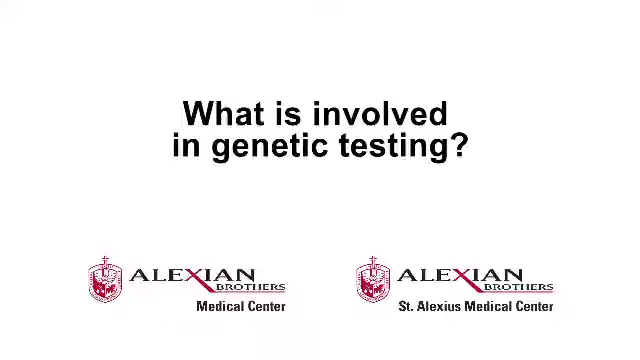 What is involved
in genetic testing?
ALEXIAN
BROTHERS
Medical Center
ALEXIAN
BROTHERS
St. Alexius Medical Center